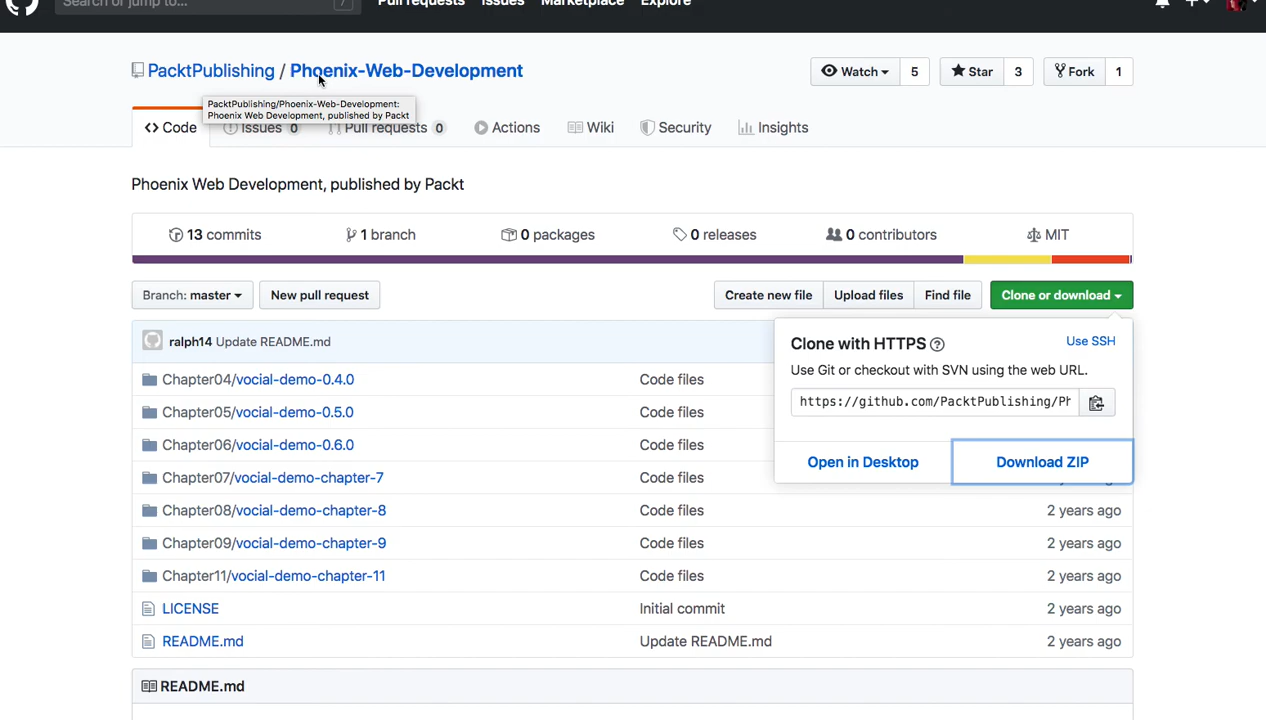 Search or jump to... /
Pull requests Issues Marketplace Explore
PacktPublishing / Phoenix-Web-Development
Watch 5 Star 3 Fork 1
PacktPublishing/Phoenix-Web-Development:
Phoenix Web Development, published by Packt
Code Issues 0 Pull requests 0 Actions Wiki Security Insights
Phoenix Web Development, published by Packt
13 commits 1 branch 0 packages 0 releases 0 contributors MIT
Branch: master New pull request Create new file Upload files Find file Clone or download
ralph14 Update README.md
Clone with HTTPS ? Use SSH
Use Git or checkout with SVN using the web URL.
https://github.com/PacktPublishing/Ph
Open in Desktop Download ZIP
Chapter04/vocial-demo-0.4.0 Code files
Chapter05/vocial-demo-0.5.0 Code files
Chapter06/vocial-demo-0.6.0 Code files
Chapter07/vocial-demo-chapter-7 Code files
Chapter08/vocial-demo-chapter-8 Code files 2 years ago
Chapter09/vocial-demo-chapter-9 Code files 2 years ago
Chapter11/vocial-demo-chapter-11 Code files 2 years ago
LICENSE Initial commit 2 years ago
README.md Update README.md 2 years ago
README.md